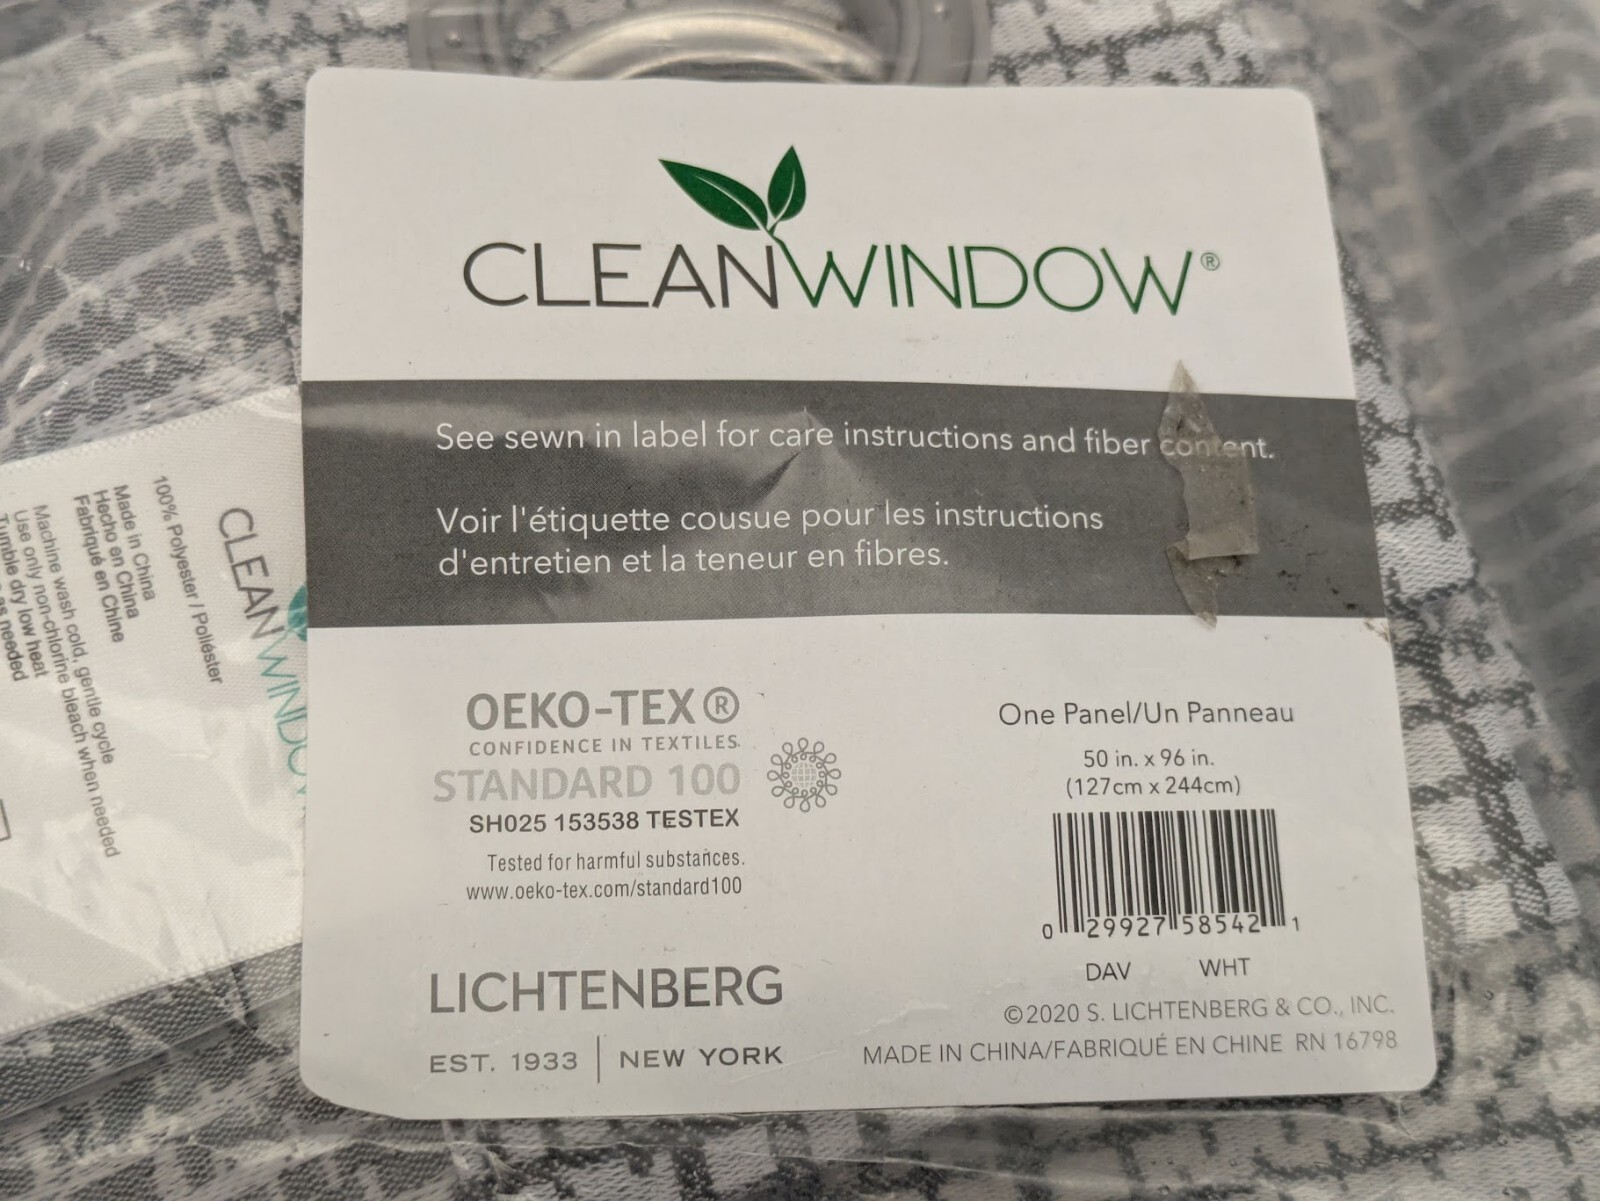 CLEANWINDOW®
See sewn in label for care instructions and fiber content.
Voir l'étiquette cousue pour les instructions
d'entretien et la teneur en fibres.
OEKO-TEX®
CONFIDENCE IN TEXTILES
STANDARD 100
SH025 153538 TESTEX
Tested for harmful substances.
www.oeko-tex.com/standard100
LICHTENBERG
EST. 1933 | NEW YORK
One Panel/Un Panneau
50 in. x 96 in.
(127cm x 244cm)
0 29927 58542 1
DAV WHT
©2020 S. LICHTENBERG & CO., INC.
MADE IN CHINA/FABRIQUÉ EN CHINE RN 16798
CLEANWINDO
100% Polyester / Poliéster
Made in China
Hecho en China
Fabriqué en Chine
Machine wash cold, gentle cycle
Use only non-chlorine bleach when needed
Tumble dry low heat
as needed